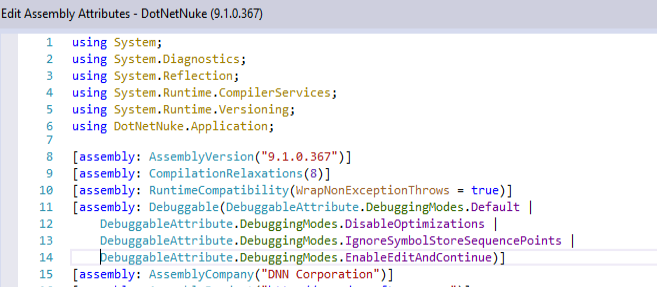 Edit Assembly Attributes - DotNetNuke (9.1.0.367)
1 using System;
2 using System.Diagnostics;
3 using System.Reflection;
4 using System.Runtime.CompilerServices;
5 using System.Runtime.Versioning;
6 using DotNetNuke.Application;
7
8 [assembly: AssemblyVersion("9.1.0.367")]
9 [assembly: CompilationRelaxations(8)]
10 [assembly: RuntimeCompatibility(WrapNonExceptionThrows = true)]
11 [assembly: Debuggable(DebuggableAttribute.DebuggingModes.Default |
12 DebuggableAttribute.DebuggingModes.DisableOptimizations |
13 DebuggableAttribute.DebuggingModes.IgnoreSymbolStoreSequencePoints |
14 DebuggableAttribute.DebuggingModes.EnableEditAndContinue)]
15 [assembly: AssemblyCompany("DNN Corporation")]